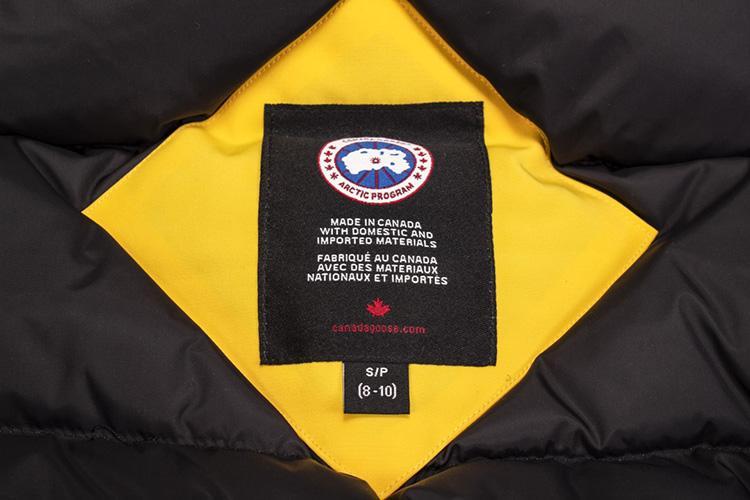 ARCTIC PROGRAM
MADE IN CANADA
WITH DOMESTIC AND
IMPORTED MATERIALS
FABRIQUÉ AU CANADA
AVEC DES MATERIAUX
NATIONAUX ET IMPORTÉS
canadagoose.com
S/P
(8-10)